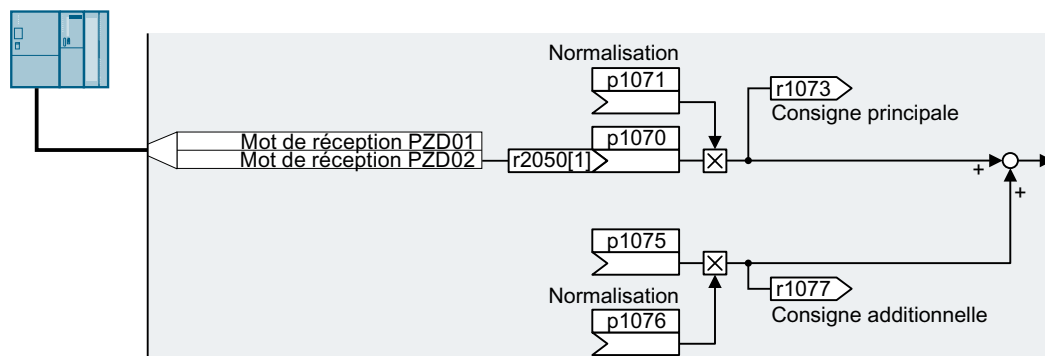 Normalisation
p1071
r1073
Consigne principale
Mot de réception PZD01
Mot de réception PZD02
r2050[1]
p1070
+
+
p1075
Normalisation
p1076
r1077
Consigne additionnelle